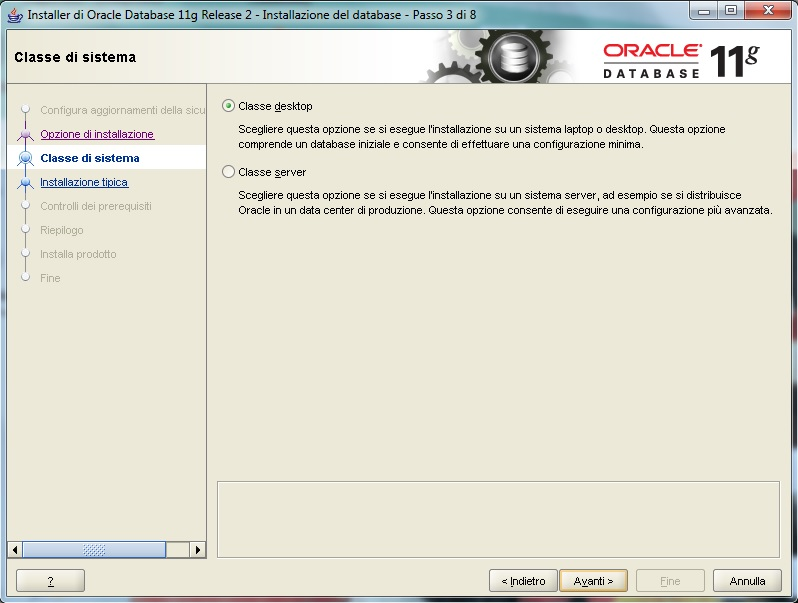 Installer di Oracle Database 11g Release 2 - Installazione del database - Passo 3 di 8
Classe di sistema
ORACLE
DATABASE
11g
Configura aggiornamenti della sicu
Opzione di installazione
Classe di sistema
Installazione tipica
Controlli dei prerequisiti
Riepilogo
Installa prodotto
Fine
Classe desktop
Scegliere questa opzione se si esegue l'installazione su un sistema laptop o desktop. Questa opzione
comprende un database iniziale e consente di effettuare una configurazione minima.
Classe server
Scegliere questa opzione se si esegue l'installazione su un sistema server, ad esempio se si distribuisce
Oracle in un data center di produzione. Questa opzione consente di eseguire una configurazione più avanzata.
?
< Indietro
Avanti >
Fine
Annulla